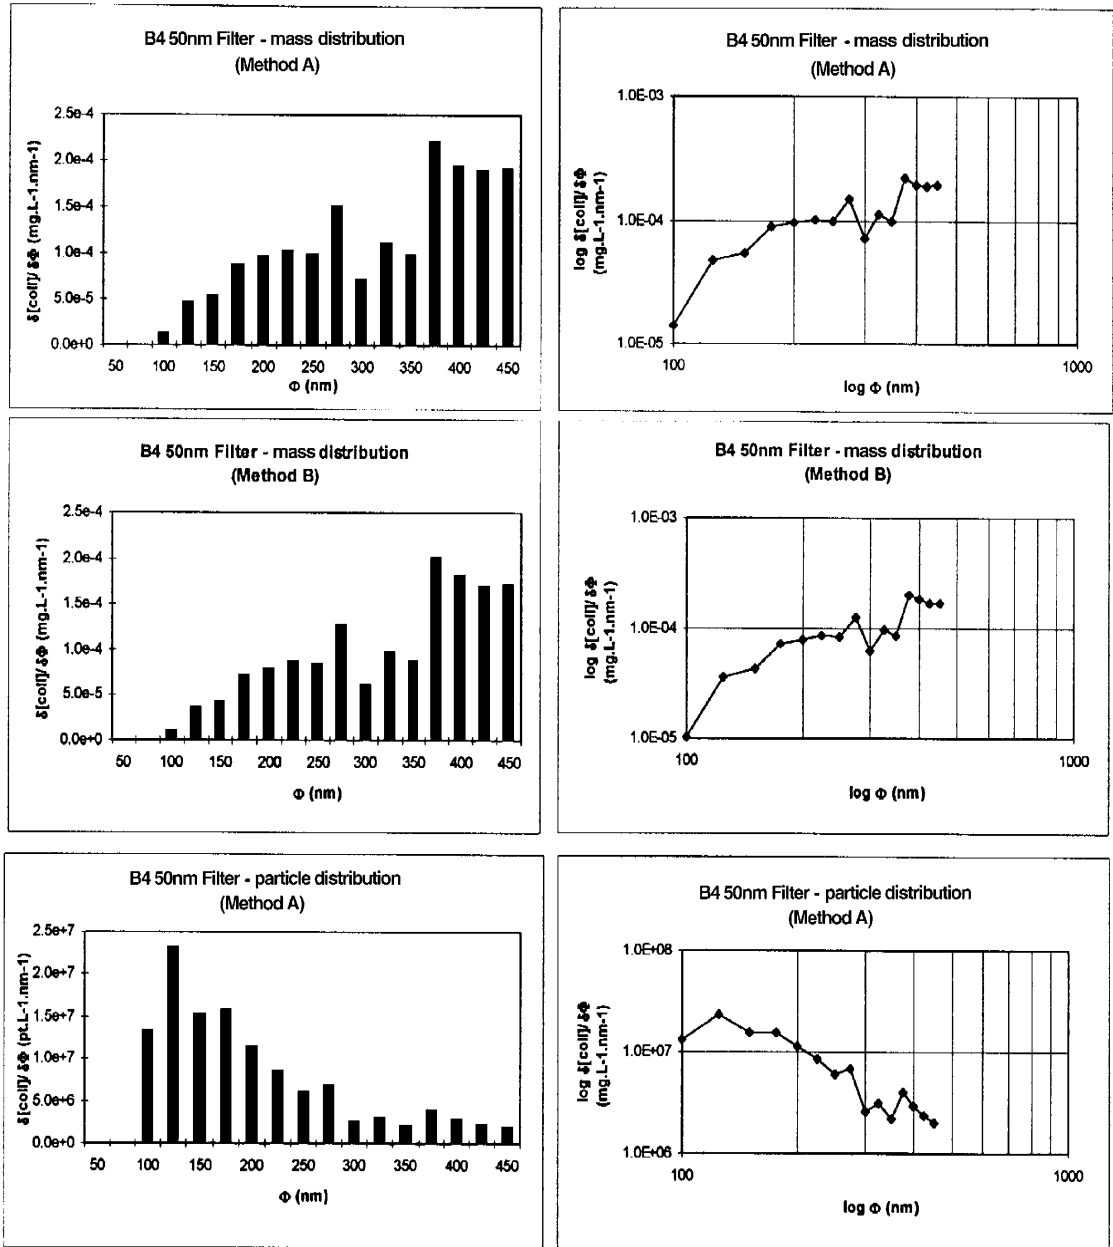 B4 50nm Filter - mass distribution
(Method A)
δ[coll]/ δΦ (mg.L-1.nm-1)
2.5e-4
2.0e-4
1.5e-4
1.0e-4
5.0e-5
0.0e+0
50 100 150 200 250 300 350 400 450
Φ (nm)
B4 50nm Filter - mass distribution
(Method A)
log δ[coll]/ δΦ
(mg.L-1.nm-1)
1.0E-03
1.0E-04
1.0E-05
100 1000
log Φ (nm)
B4 50nm Filter - mass distribution
(Method B)
δ[coll]/ δΦ (mg.L-1.nm-1)
2.5e-4
2.0e-4
1.5e-4
1.0e-4
5.0e-5
0.0e+0
50 100 150 200 250 300 350 400 450
Φ (nm)
B4 50nm Filter - mass distribution
(Method B)
log δ[coll]/ δΦ
(mg.L-1.nm-1)
1.0E-03
1.0E-04
1.0E-05
100 1000
log Φ (nm)
B4 50nm Filter - particle distribution
(Method A)
δ[coll]/ δΦ (pt.L-1.nm-1)
2.5e+7
2.0e+7
1.5e+7
1.0e+7
5.0e+6
0.0e+0
50 100 150 200 250 300 350 400 450
Φ (nm)
B4 50nm Filter - particle distribution
(Method A)
log δ[coll]/ δΦ
(mg.L-1.nm-1)
1.0E+08
1.0E+07
1.0E+06
100 1000
log Φ (nm)